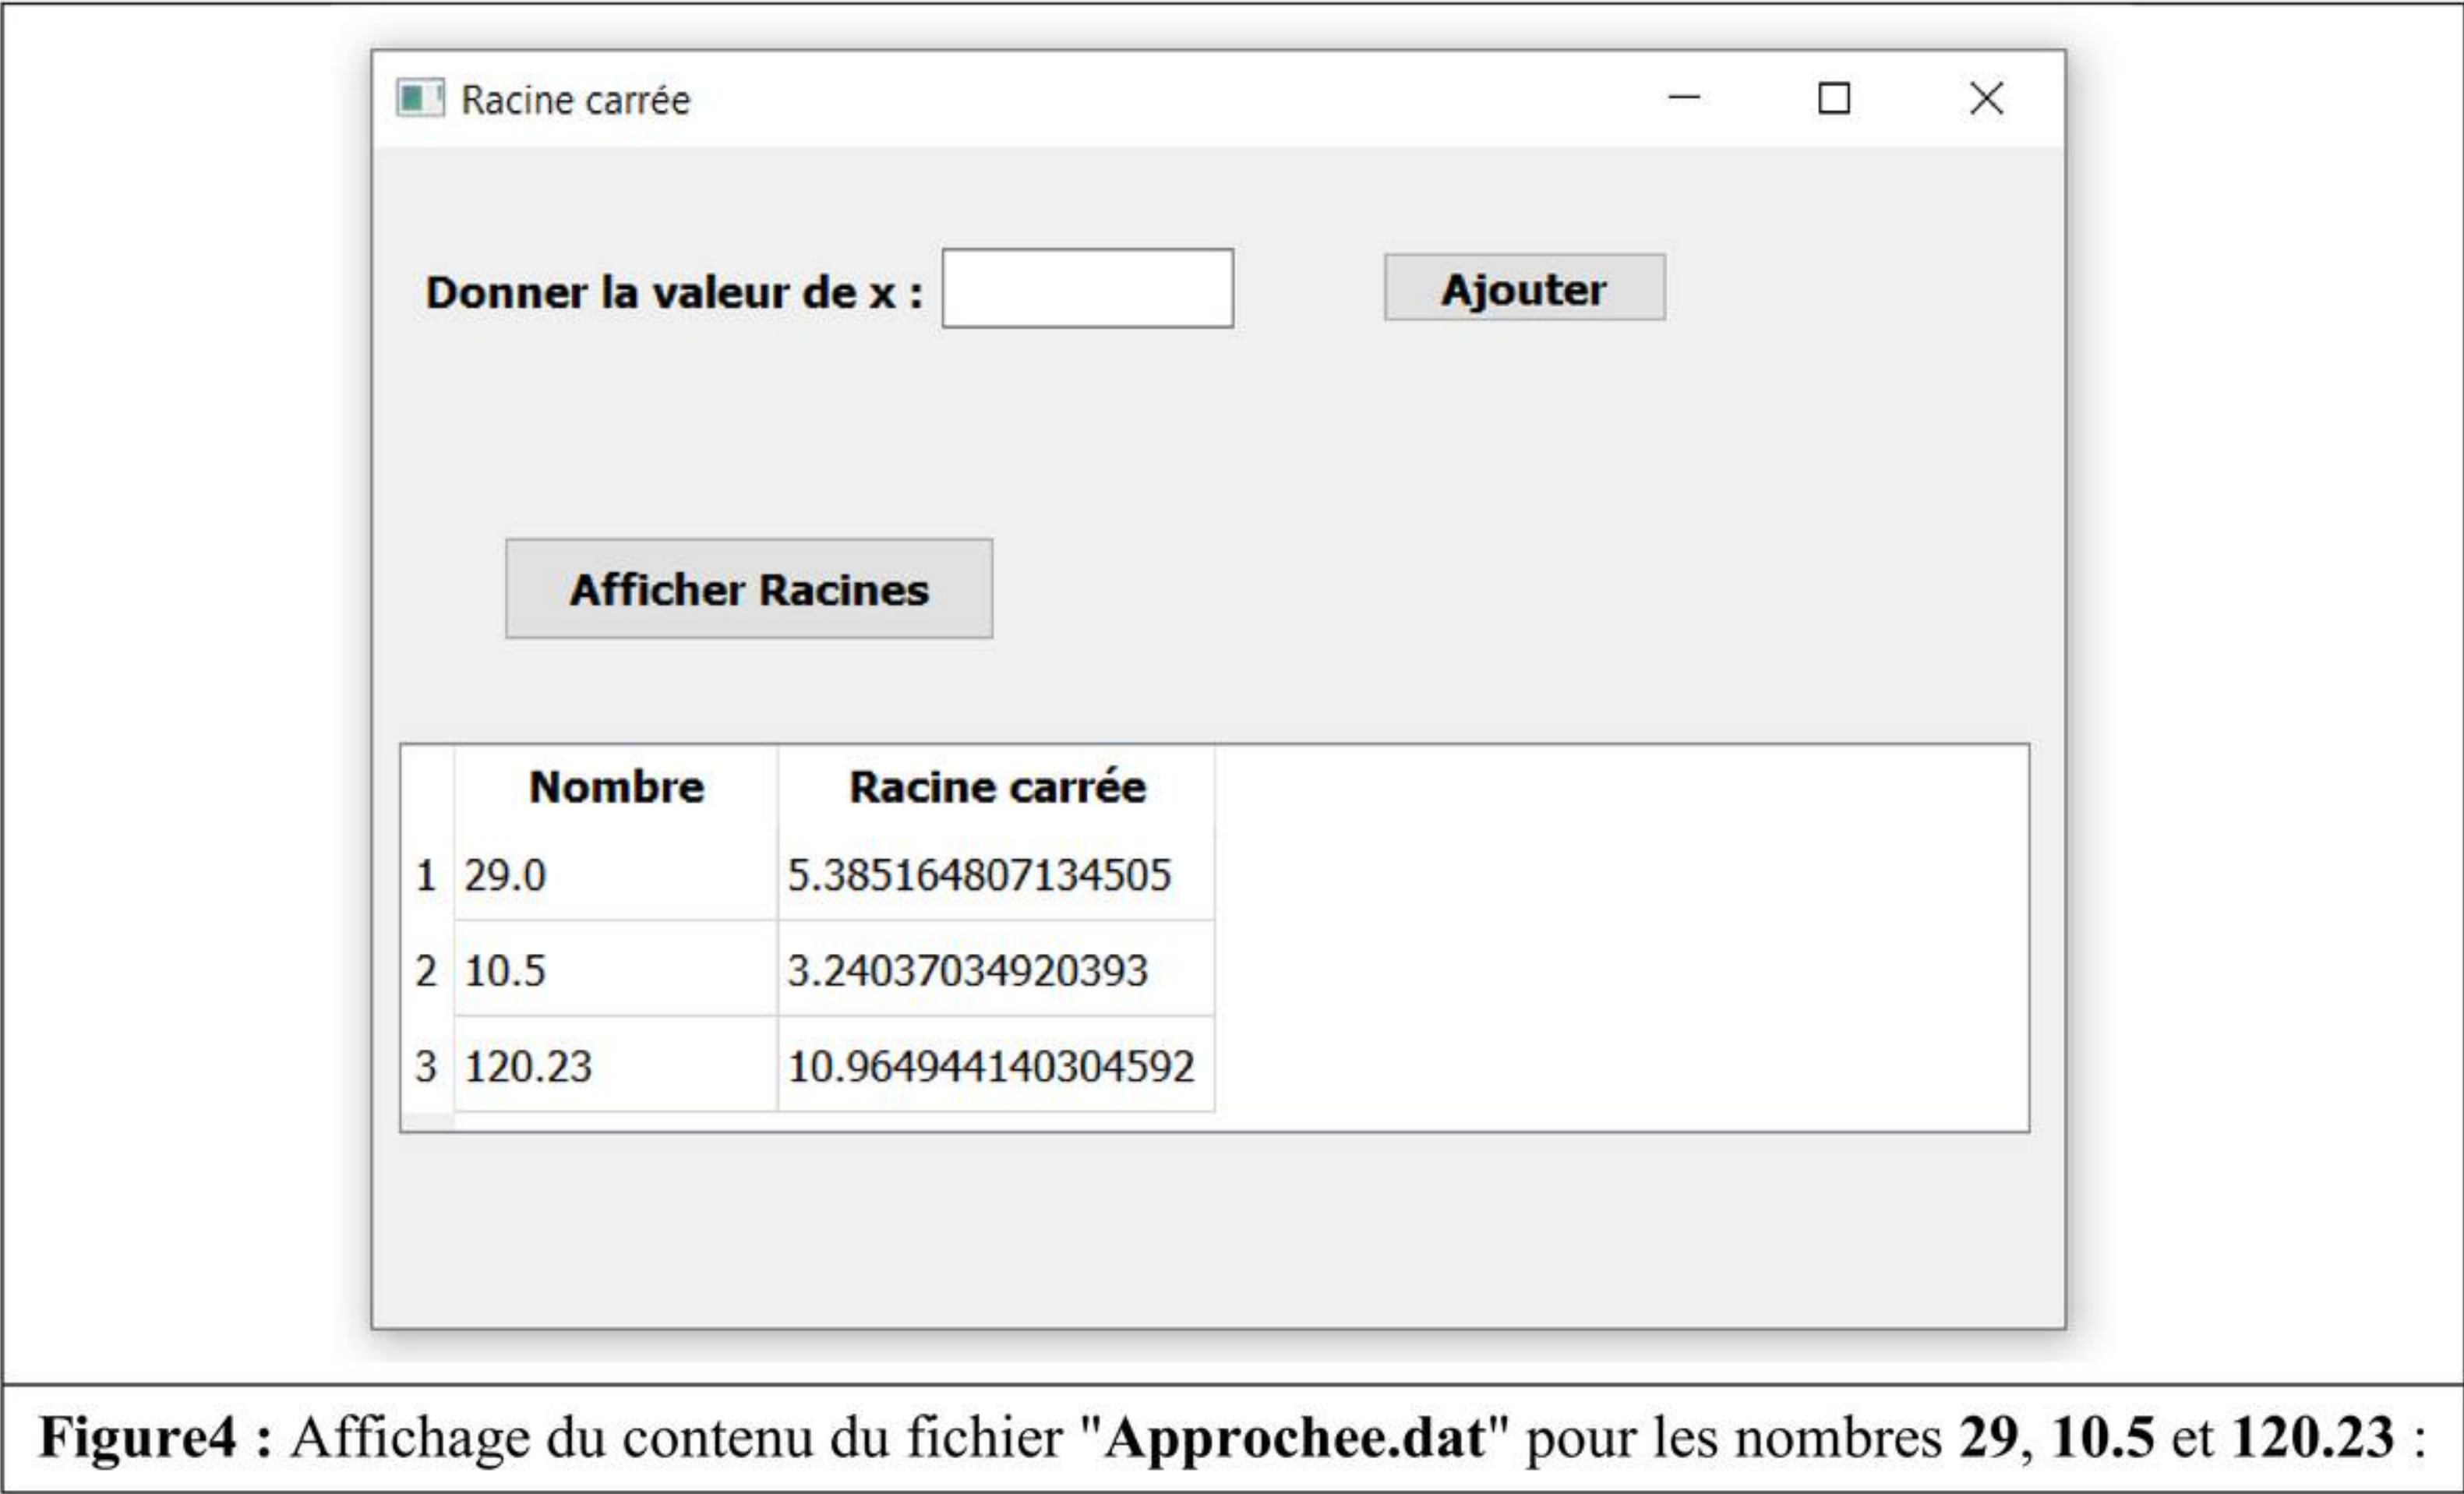 Racine carrée
Donner la valeur de x :
Ajouter
Afficher Racines
Nombre Racine carrée
1 29.0 5.385164807134505
2 10.5 3.24037034920393
3 120.23 10.964944140304592
Figure4 : Affichage du contenu du fichier "Approchee.dat" pour les nombres 29, 10.5 et 120.23 :